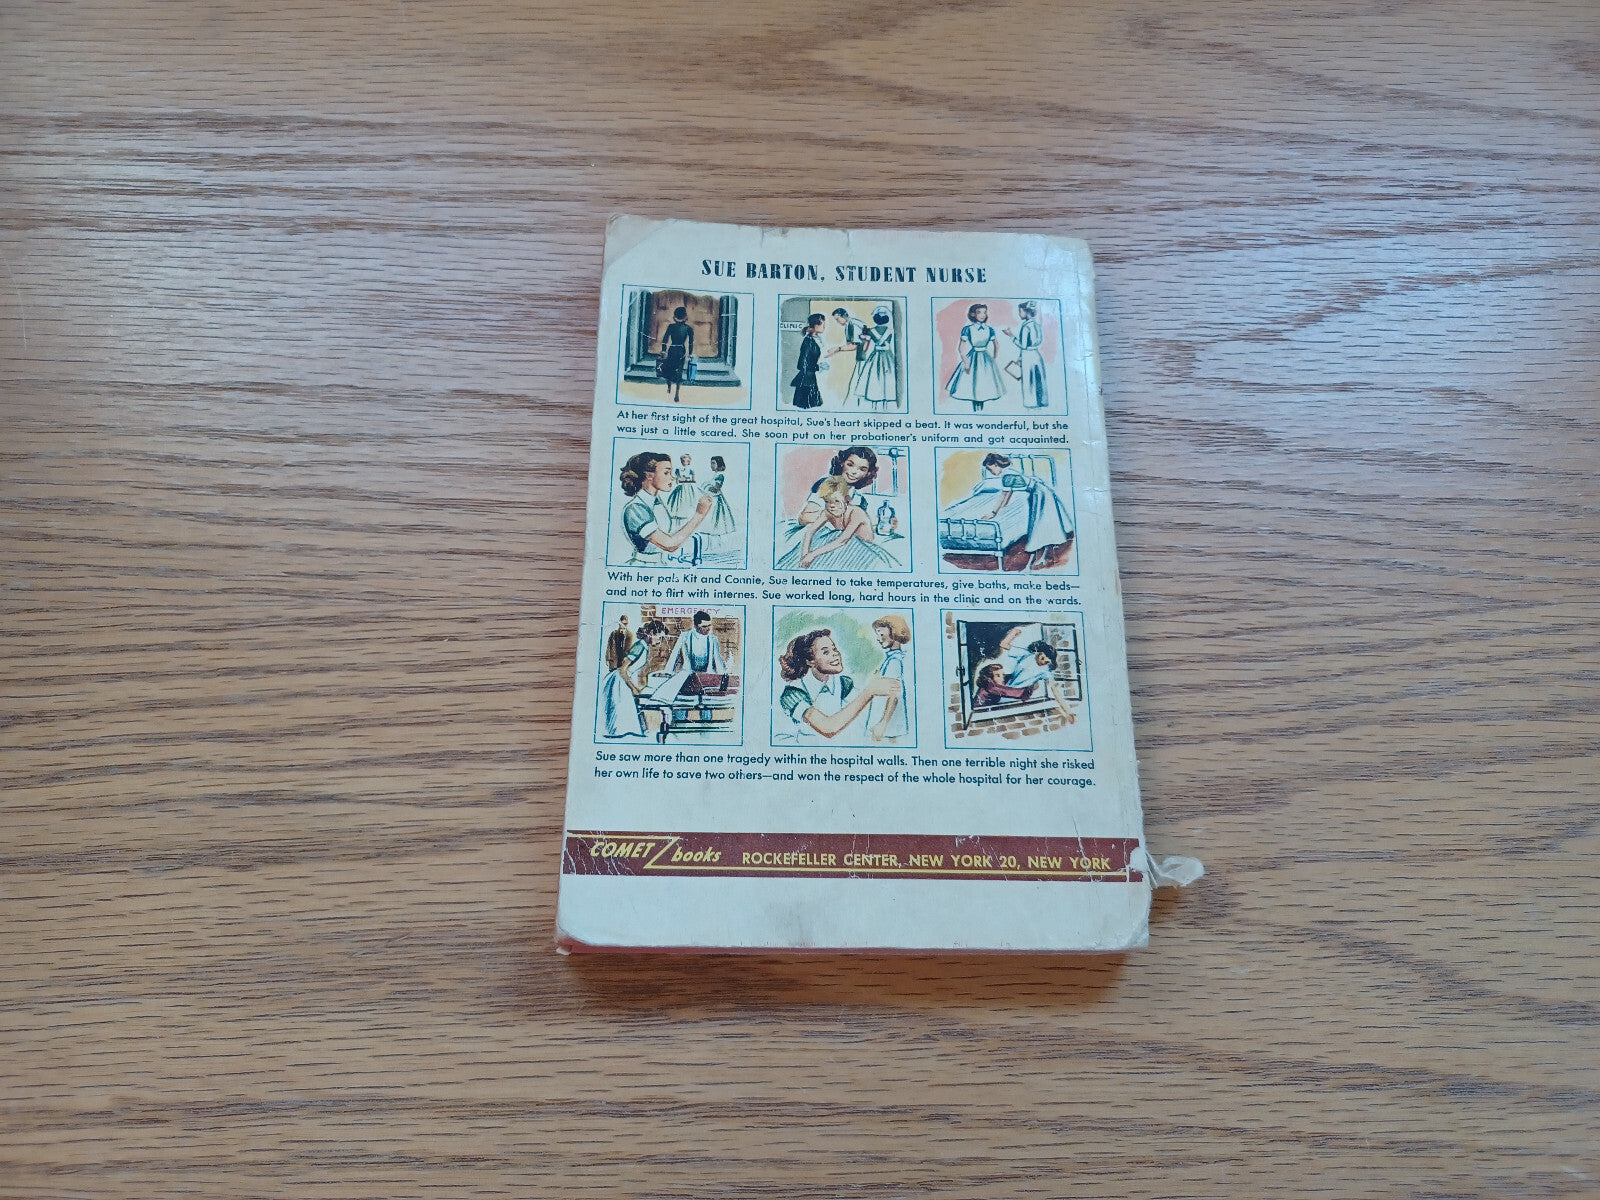 SUE BARTON, STUDENT NURSE
CLINIC
At her first sight of the great hospital, Sue's heart skipped a beat. It was wonderful, but she
was just a little scared. She soon put on her probationer's uniform and got acquainted.
With her pals Kit and Connie, Sue learned to take temperatures, give baths, make beds—
and not to flirt with internes. Sue worked long, hard hours in the clinic and on the wards.
EMERGENCY
Sue saw more than one tragedy within the hospital walls. Then one terrible night she risked
her own life to save two others—and won the respect of the whole hospital for her courage.
COMET books ROCKEFELLER CENTER, NEW YORK 20, NEW YORK